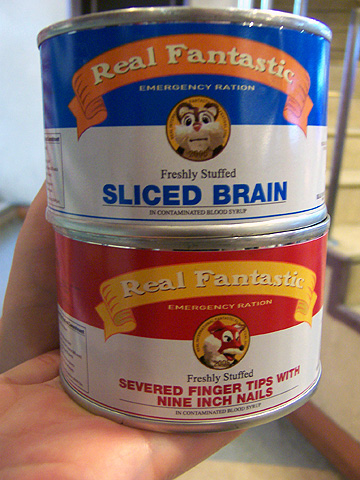 Real Fantastic
EMERGENCY RATION
Freshly Stuffed
SLICED BRAIN
IN CONTAMINATED BLOOD SYRUP
Real Fantastic
EMERGENCY RATION
Freshly Stuffed
SEVERED FINGER TIPS WITH
NINE INCH NAILS
IN CONTAMINATED BLOOD SYRUP